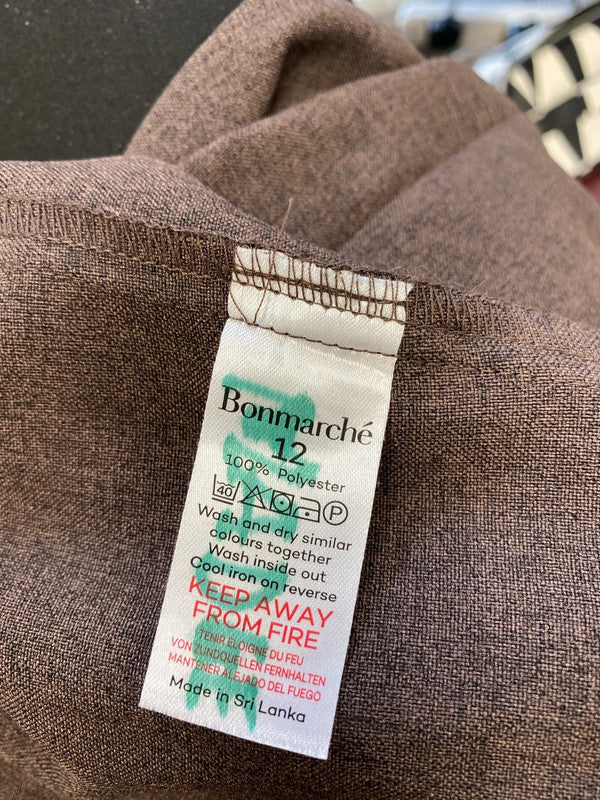 Bonmarché
12
100% Polyester
40 P
Wash and dry similar
colours together
Wash inside out
Cool iron on reverse
KEEP AWAY
FROM FIRE
TENIR ELOIGNE DU FEU
VON ZUNDQUELLEN FERNHALTEN
MANTENER ALEJADO DEL FUEGO
Made in Sri Lanka